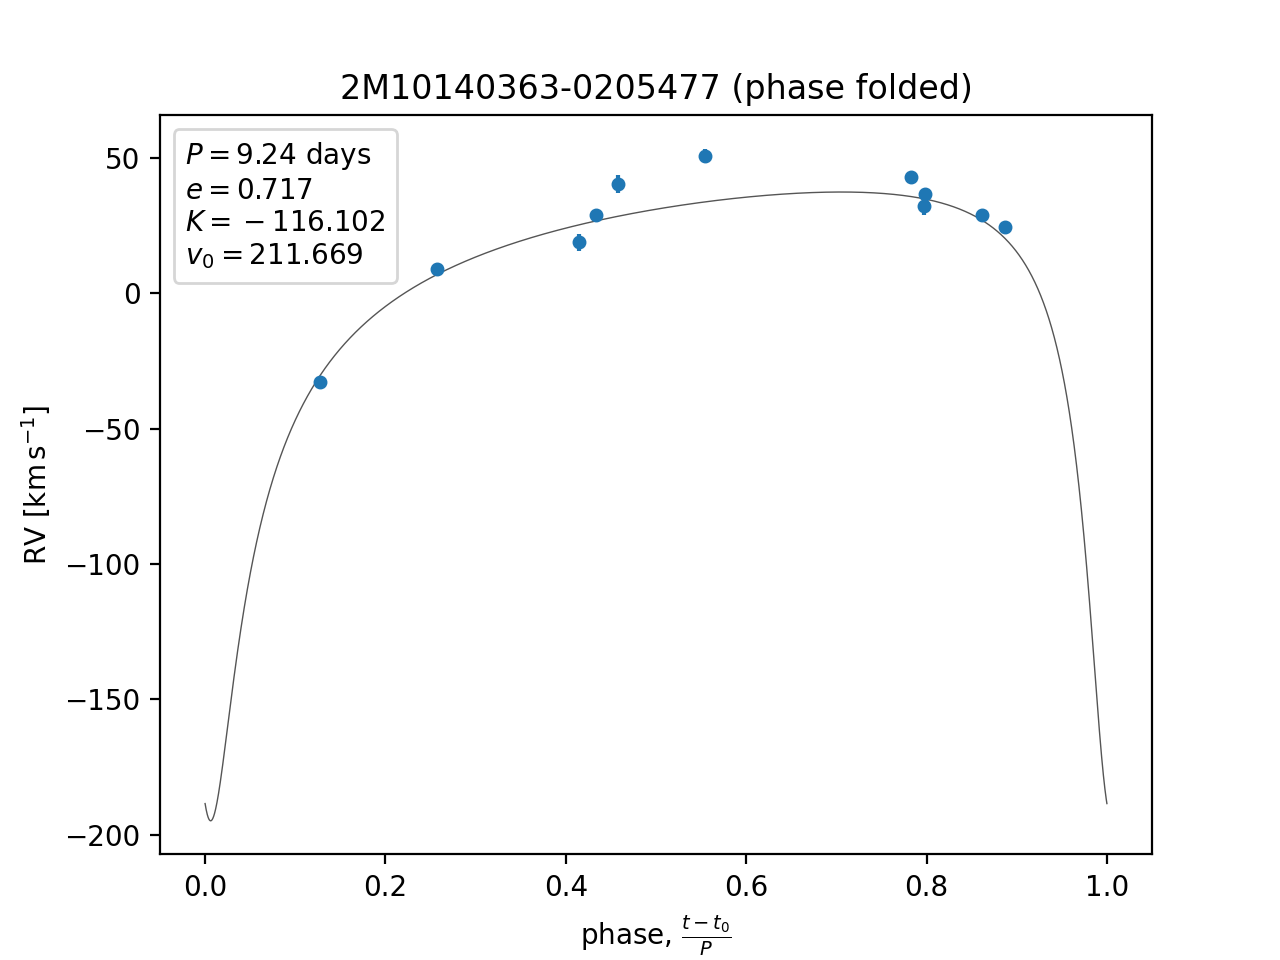 2M10140363-0205477 (phase folded)
P = 9.24 days
e = 0.717
K = −116.102
v₀ = 211.669
50
0
−50
−100
−150
−200
RV [km s⁻¹]
0.0 0.2 0.4 0.6 0.8 1.0
phase, (t − t₀)/P